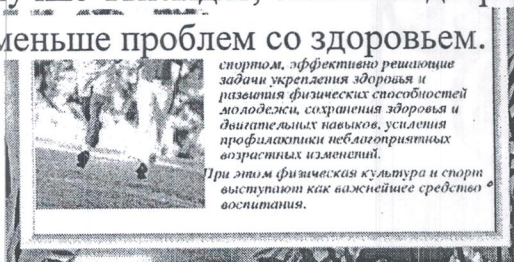 меньше проблем со здоровьем.
спортом, эффективно решающие
задачи укрепления здоровья и
развития физических способностей
молодежи, сохранения здоровья и
двигательных навыков, усиления
профилактики неблагоприятных
возрастных изменений.
При этом физическая культура и спорт
выступают как важнейшее средство
воспитания.